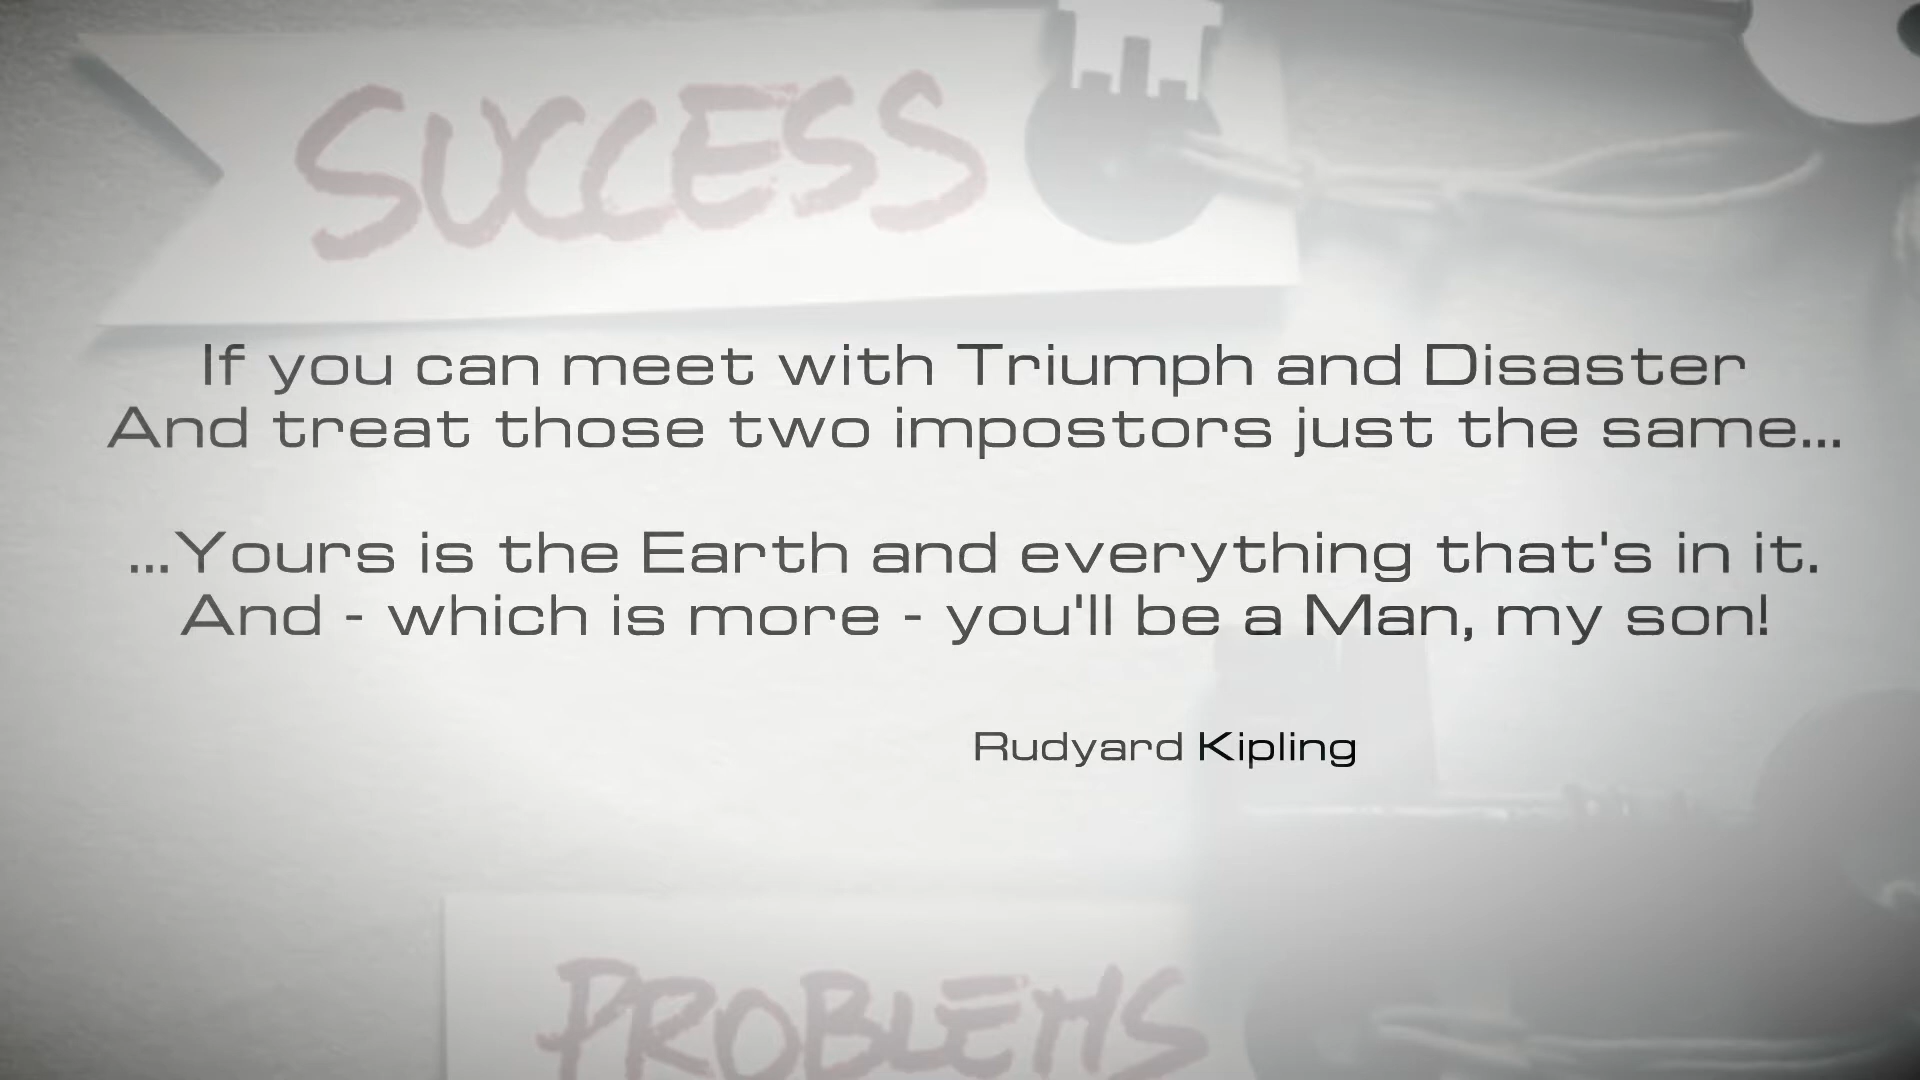 SUCCESS
If you can meet with Triumph and Disaster
And treat those two impostors just the same...
...Yours is the Earth and everything that's in it.
And - which is more - you'll be a Man, my son!
Rudyard Kipling
PROBLEMS